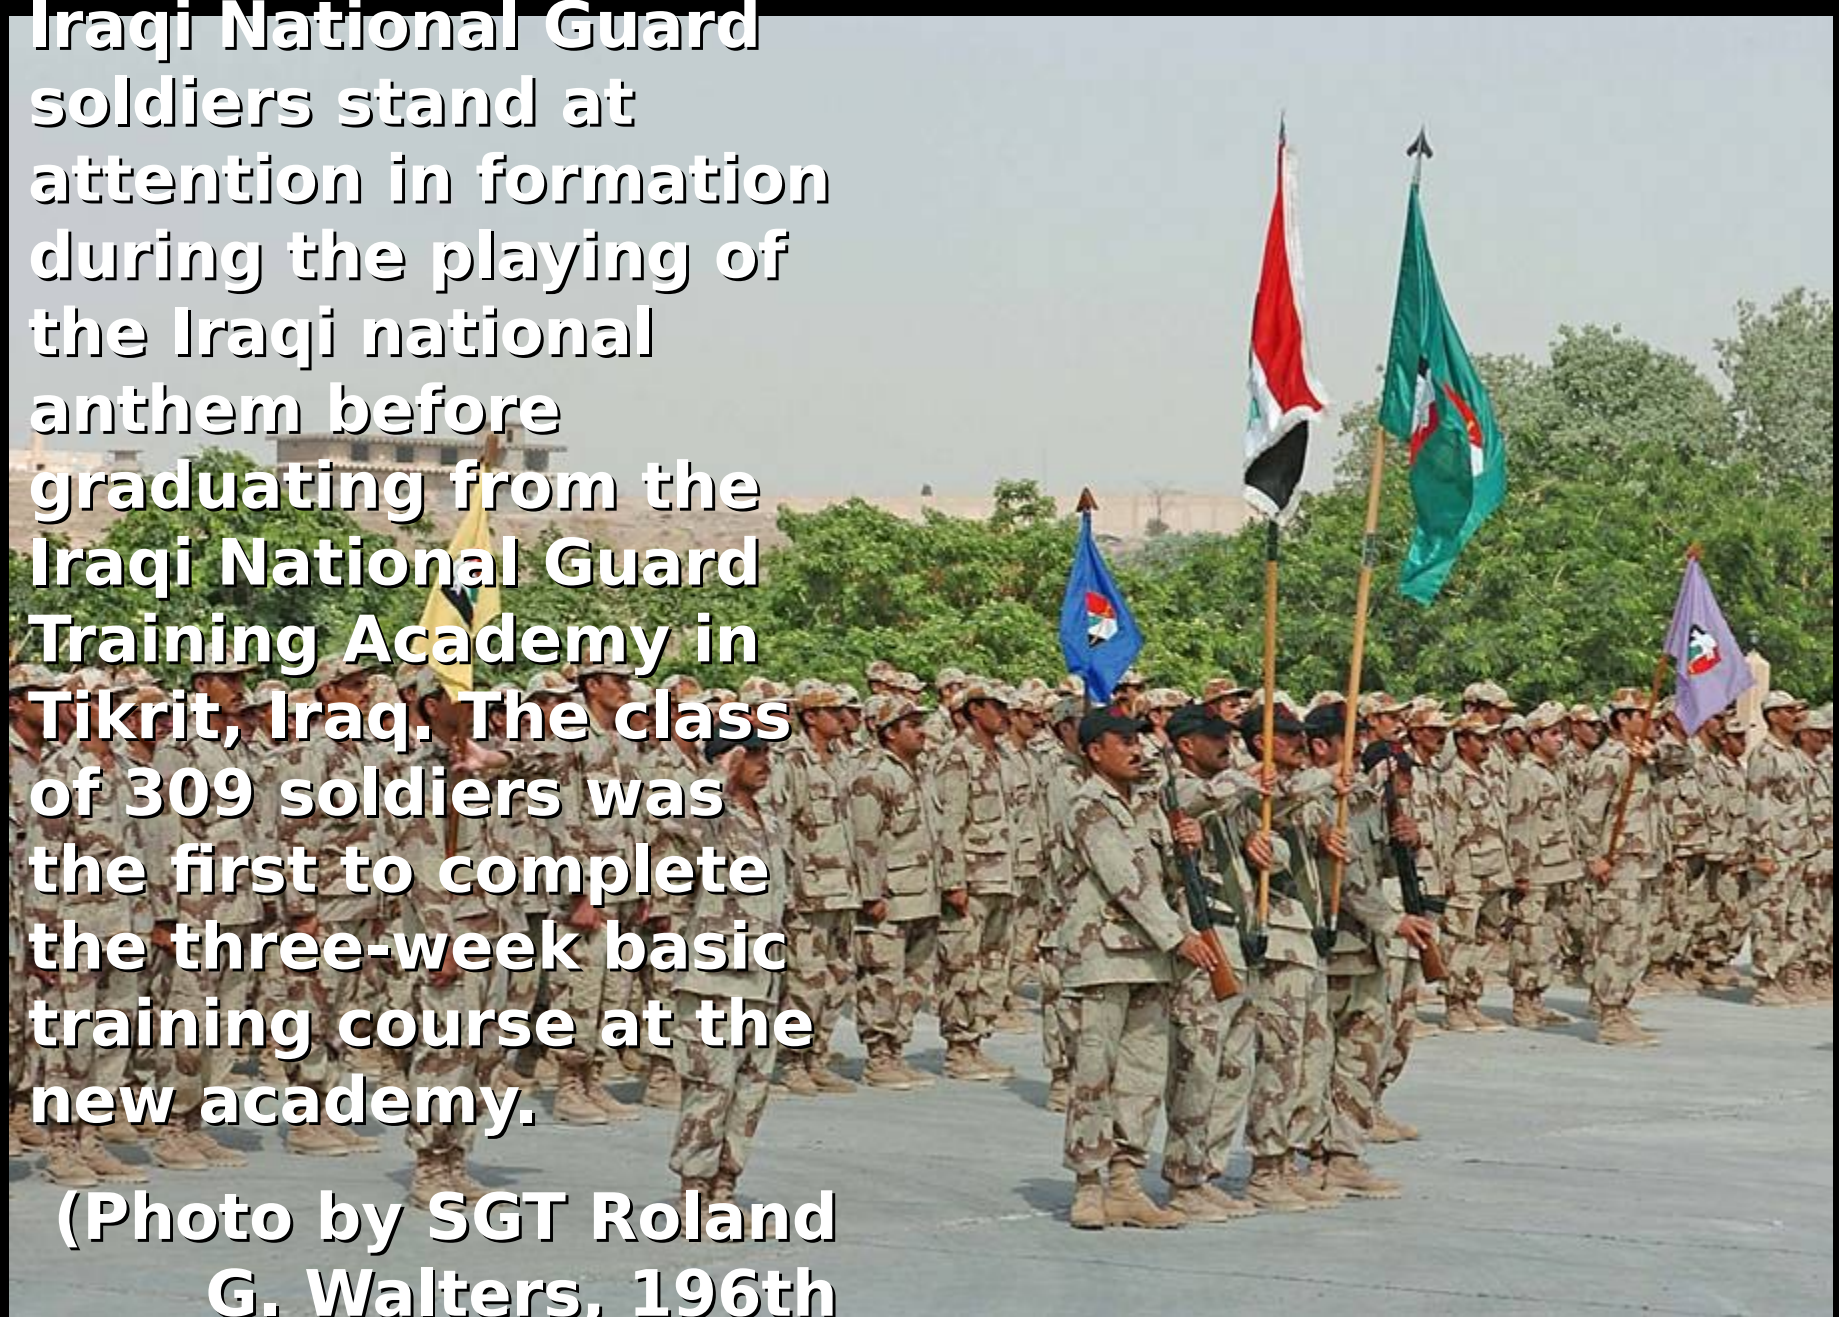 Iraqi National Guard
soldiers stand at
attention in formation
during the playing of
the Iraqi national
anthem before
graduating from the
Iraqi National Guard
Training Academy in
Tikrit, Iraq. The class
of 309 soldiers was
the first to complete
the three-week basic
training course at the
new academy.
(Photo by SGT Roland
G. Walters, 196th